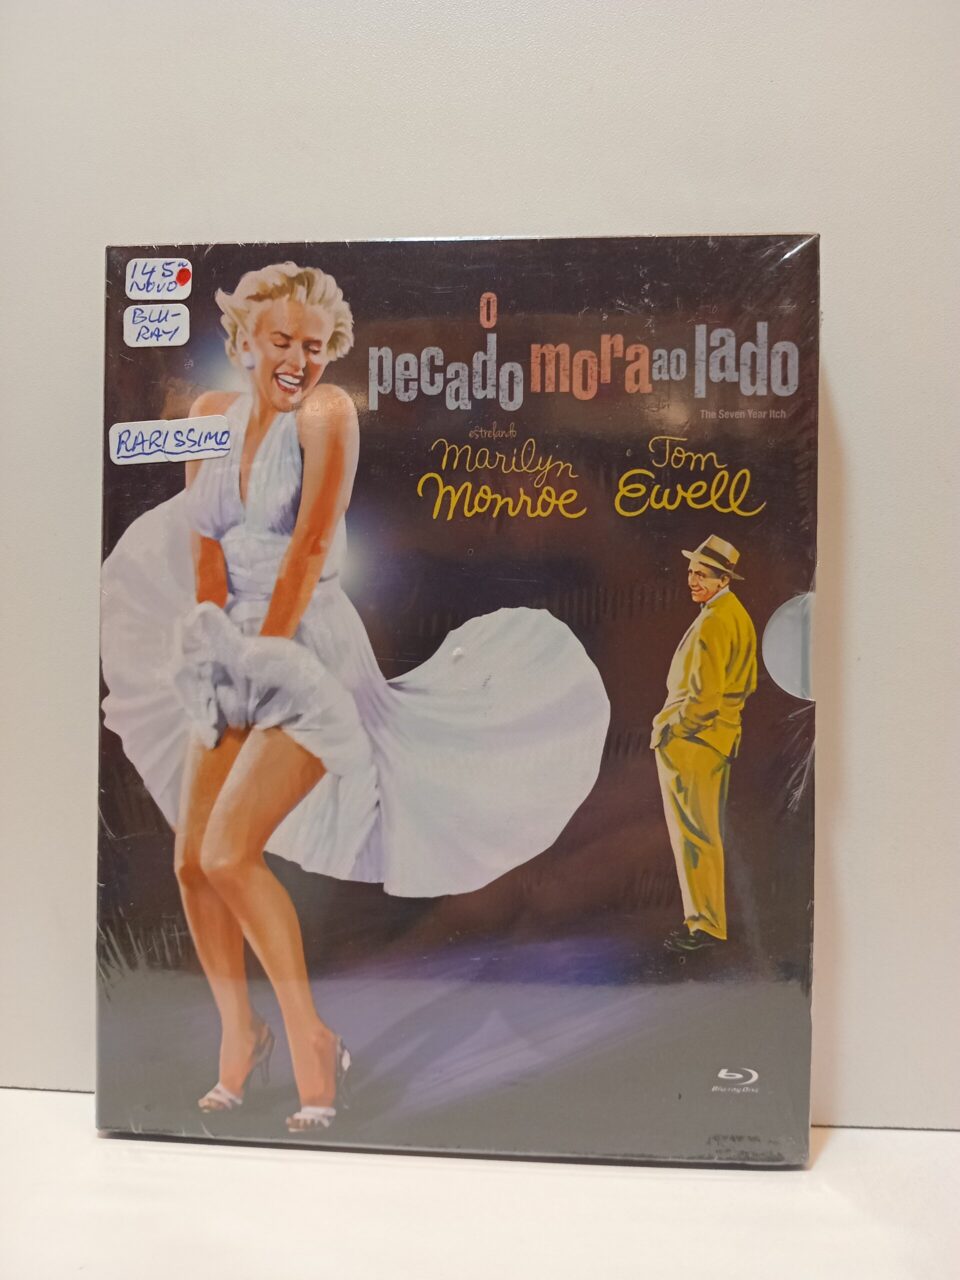 145,00
NOVO
BLU-
RAY
RARISSIMO
o
pecado mora ao lado
The Seven Year Itch
estrelando
Marilyn
Monroe
Tom
Ewell
Blu-ray Disc